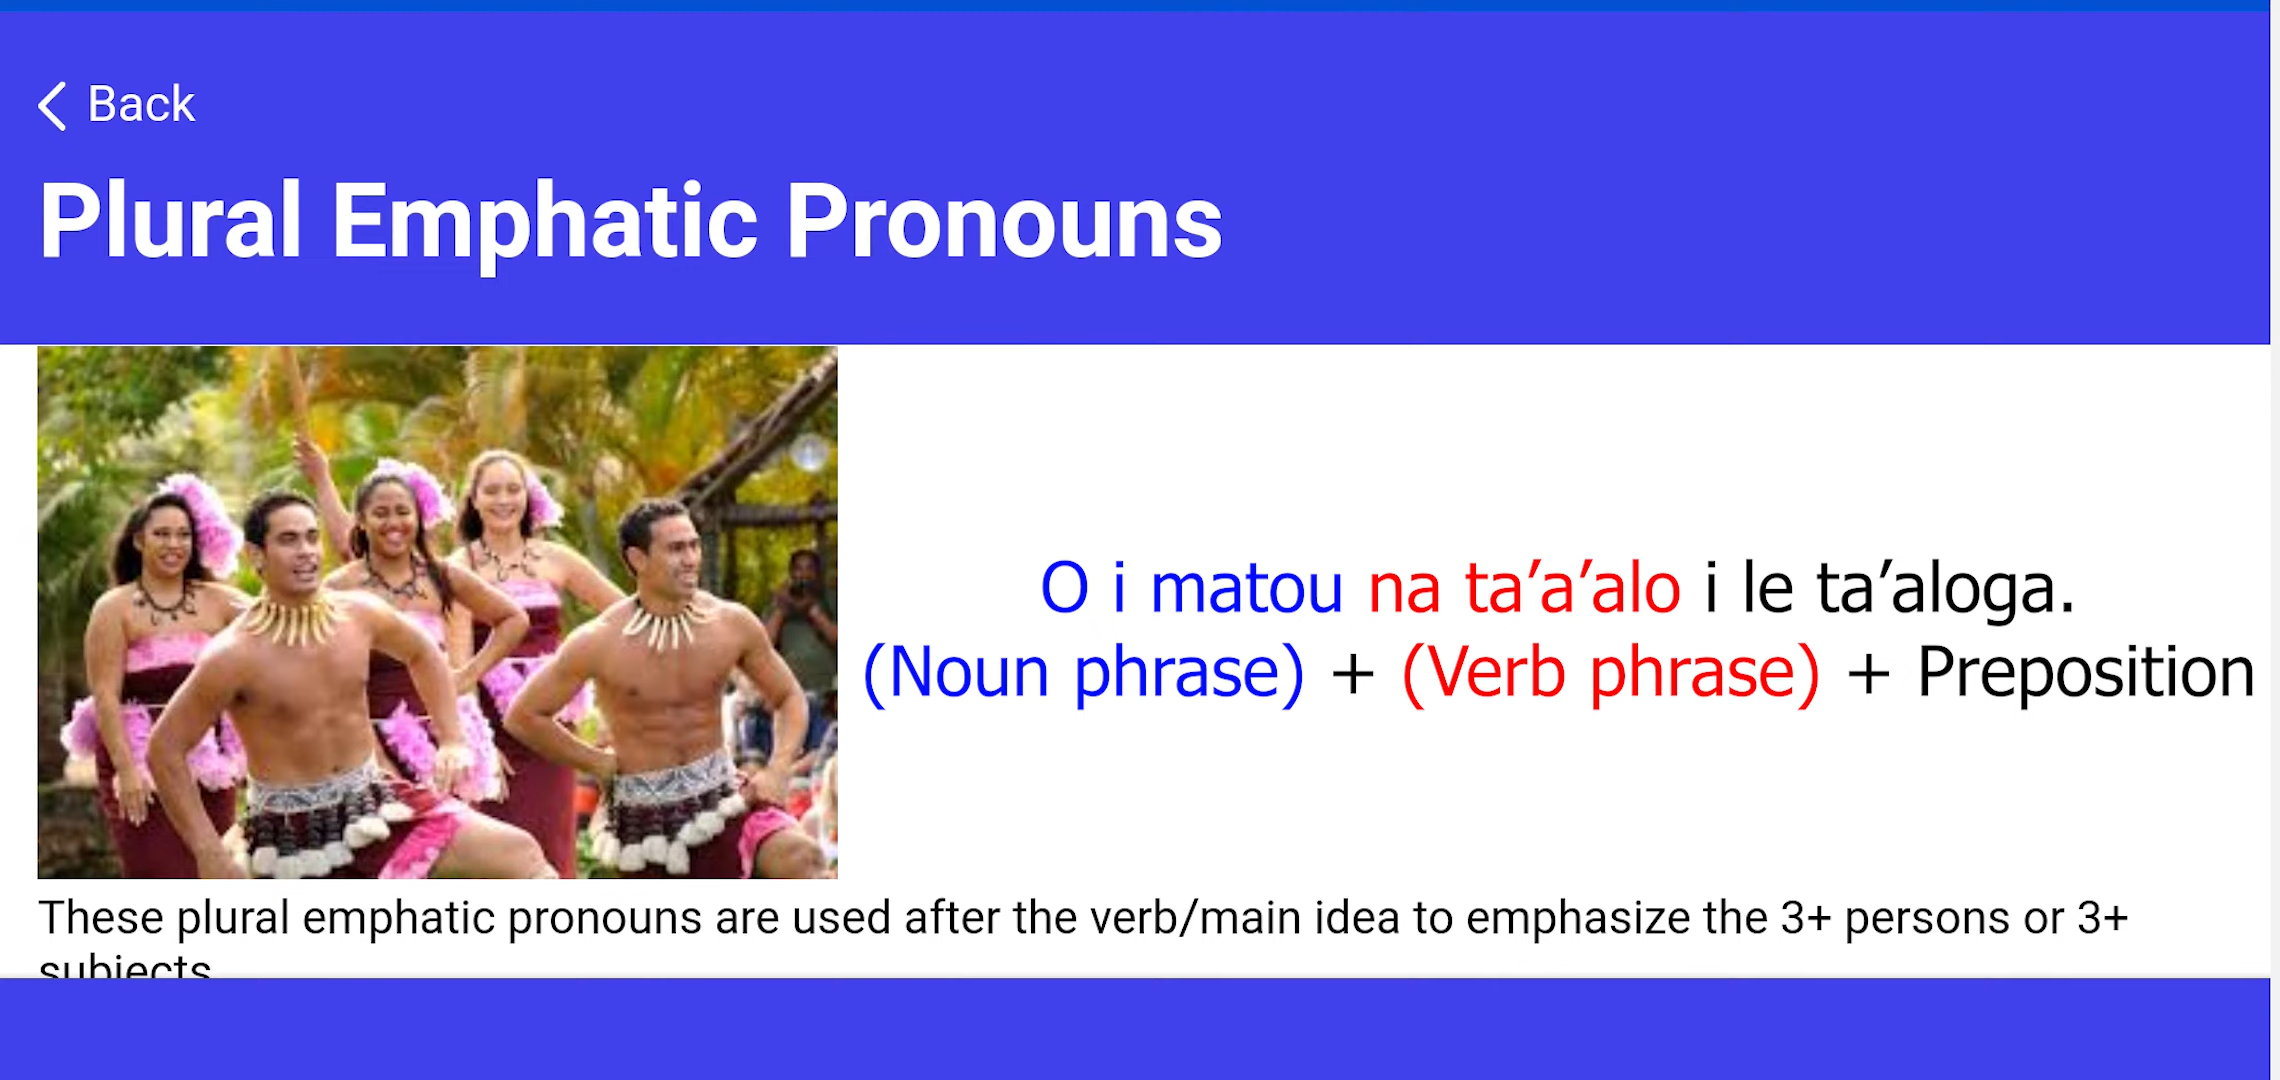 Back
Plural Emphatic Pronouns
O i matou na ta’a’alo i le ta’aloga.
(Noun phrase) + (Verb phrase) + Preposition
These plural emphatic pronouns are used after the verb/main idea to emphasize the 3+ persons or 3+
subjects